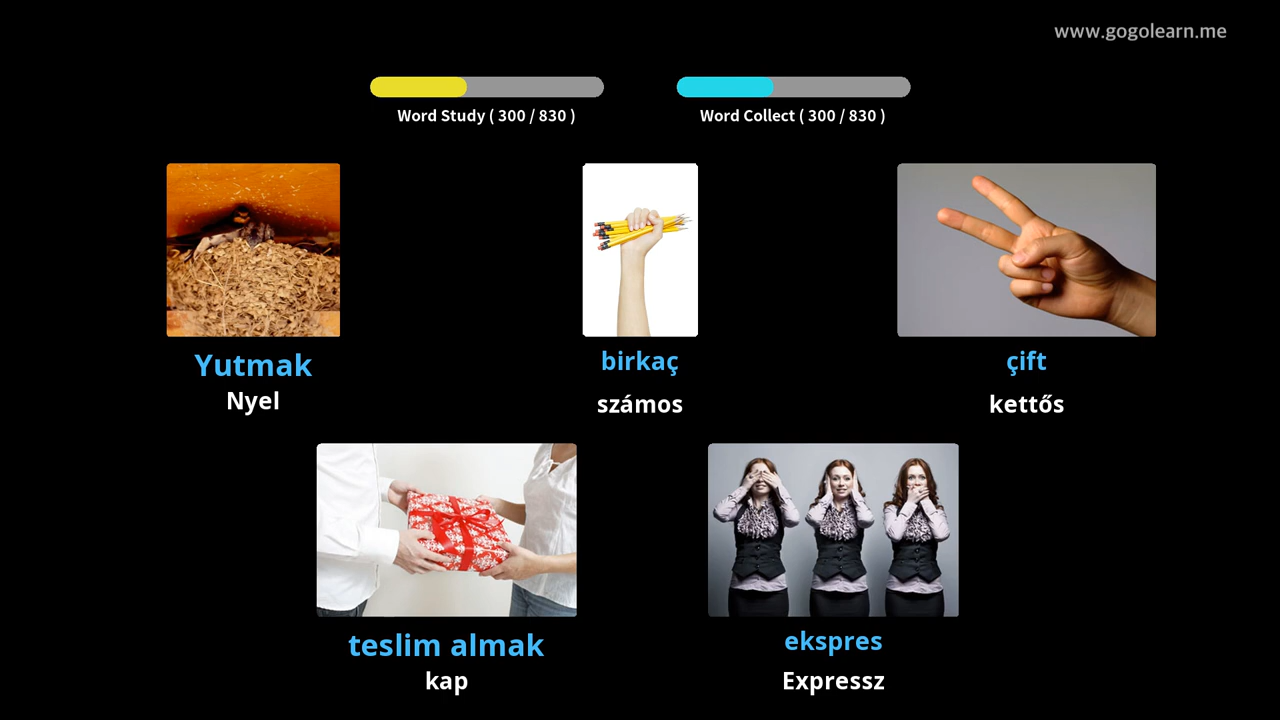 www.gogolearn.me
Word Study ( 300 / 830 )
Word Collect ( 300 / 830 )
Yutmak
Nyel
birkaç
számos
çift
kettős
teslim almak
kap
ekspres
Expressz